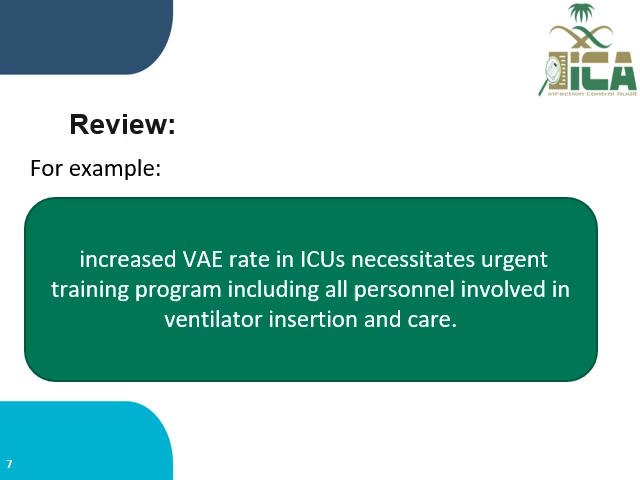 iCA
Infection Control Audit
Review:
For example:
increased VAE rate in ICUs necessitates urgent
training program including all personnel involved in
ventilator insertion and care.
7